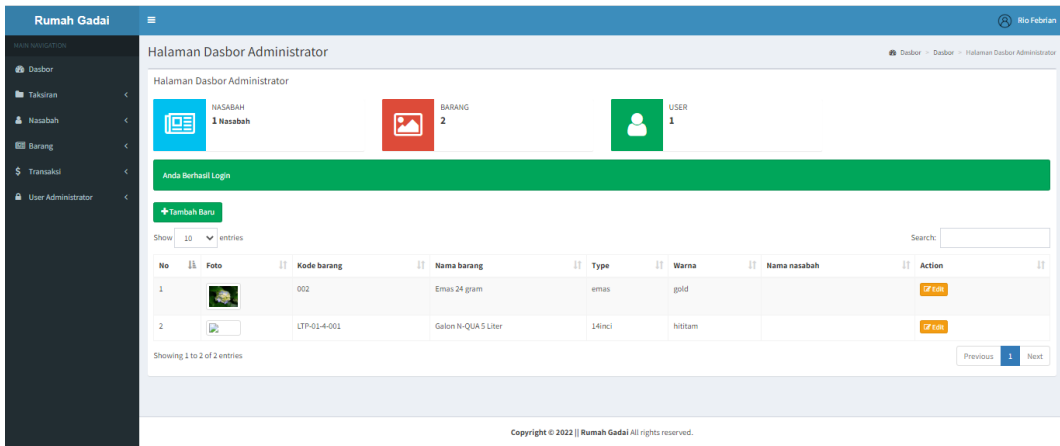 Rumah Gadai
Rio Febrian
MAIN NAVIGATION
Dasbor
Taksiran
Nasabah
Barang
Transaksi
User Administrator
Halaman Dasbor Administrator
Dasbor > Dasbor > Halaman Dasbor Administrator
Halaman Dasbor Administrator
NASABAH
1 Nasabah
BARANG
2
USER
1
Anda Berhasil Login
+Tambah Baru
Show 10 entries
Search:
No Foto Kode barang Nama barang Type Warna Nama nasabah Action
1 002 Emas 24 gram emas gold Edit
2 LTP-01-4-001 Galon N-QUA 5 Liter 14inci hititam Edit
Showing 1 to 2 of 2 entries
Previous 1 Next
Copyright © 2022 || Rumah Gadai All rights reserved.